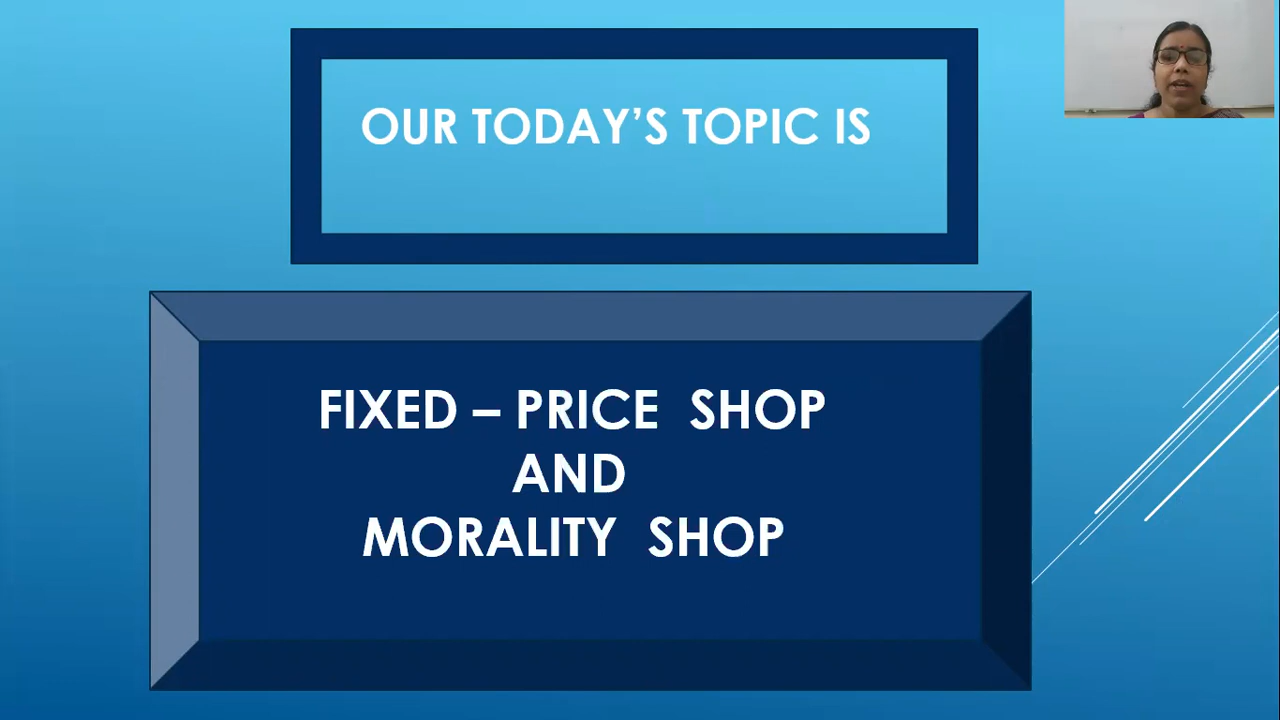 OUR TODAY’S TOPIC IS
FIXED – PRICE SHOP
AND
MORALITY SHOP